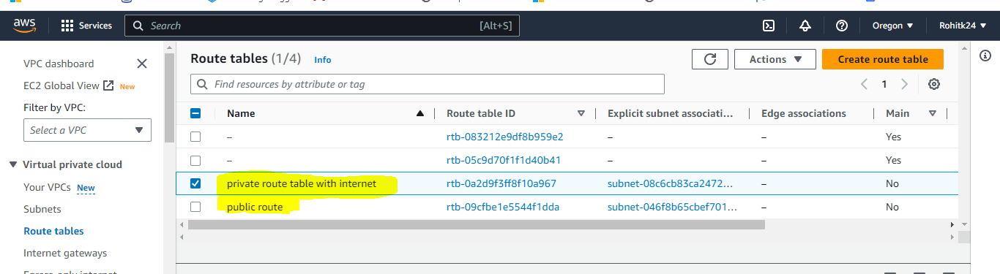 aws Services Search [Alt+S] Oregon Rohitk24
VPC dashboard
EC2 Global View New
Filter by VPC:
Select a VPC
Virtual private cloud
Your VPCs New
Subnets
Route tables
Internet gateways
Route tables (1/4) Info Actions Create route table
Find resources by attribute or tag 1
Name Route table ID Explicit subnet associati... Edge associations Main
– rtb-083212e9df8b959e2 – – Yes
– rtb-05c9d70f1f1d40b41 – – Yes
private route table with internet rtb-0a2d9f3ff8f10a967 subnet-08c6cb83ca2472... – No
public route rtb-09cfbe1e5544f1dda subnet-046f8b65cbef701... – No